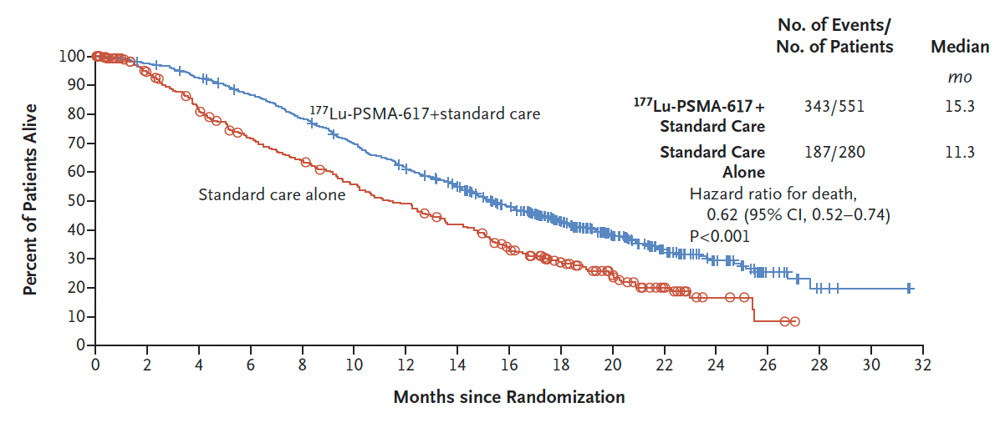 No. of Events/
No. of Patients
Median
mo
¹⁷⁷Lu-PSMA-617+
Standard Care
343/551
15.3
Standard Care
Alone
187/280
11.3
Hazard ratio for death,
0.62 (95% CI, 0.52–0.74)
P<0.001
¹⁷⁷Lu-PSMA-617+standard care
Standard care alone
Percent of Patients Alive
100
90
80
70
60
50
40
30
20
10
0
0 2 4 6 8 10 12 14 16 18 20 22 24 26 28 30 32
Months since Randomization